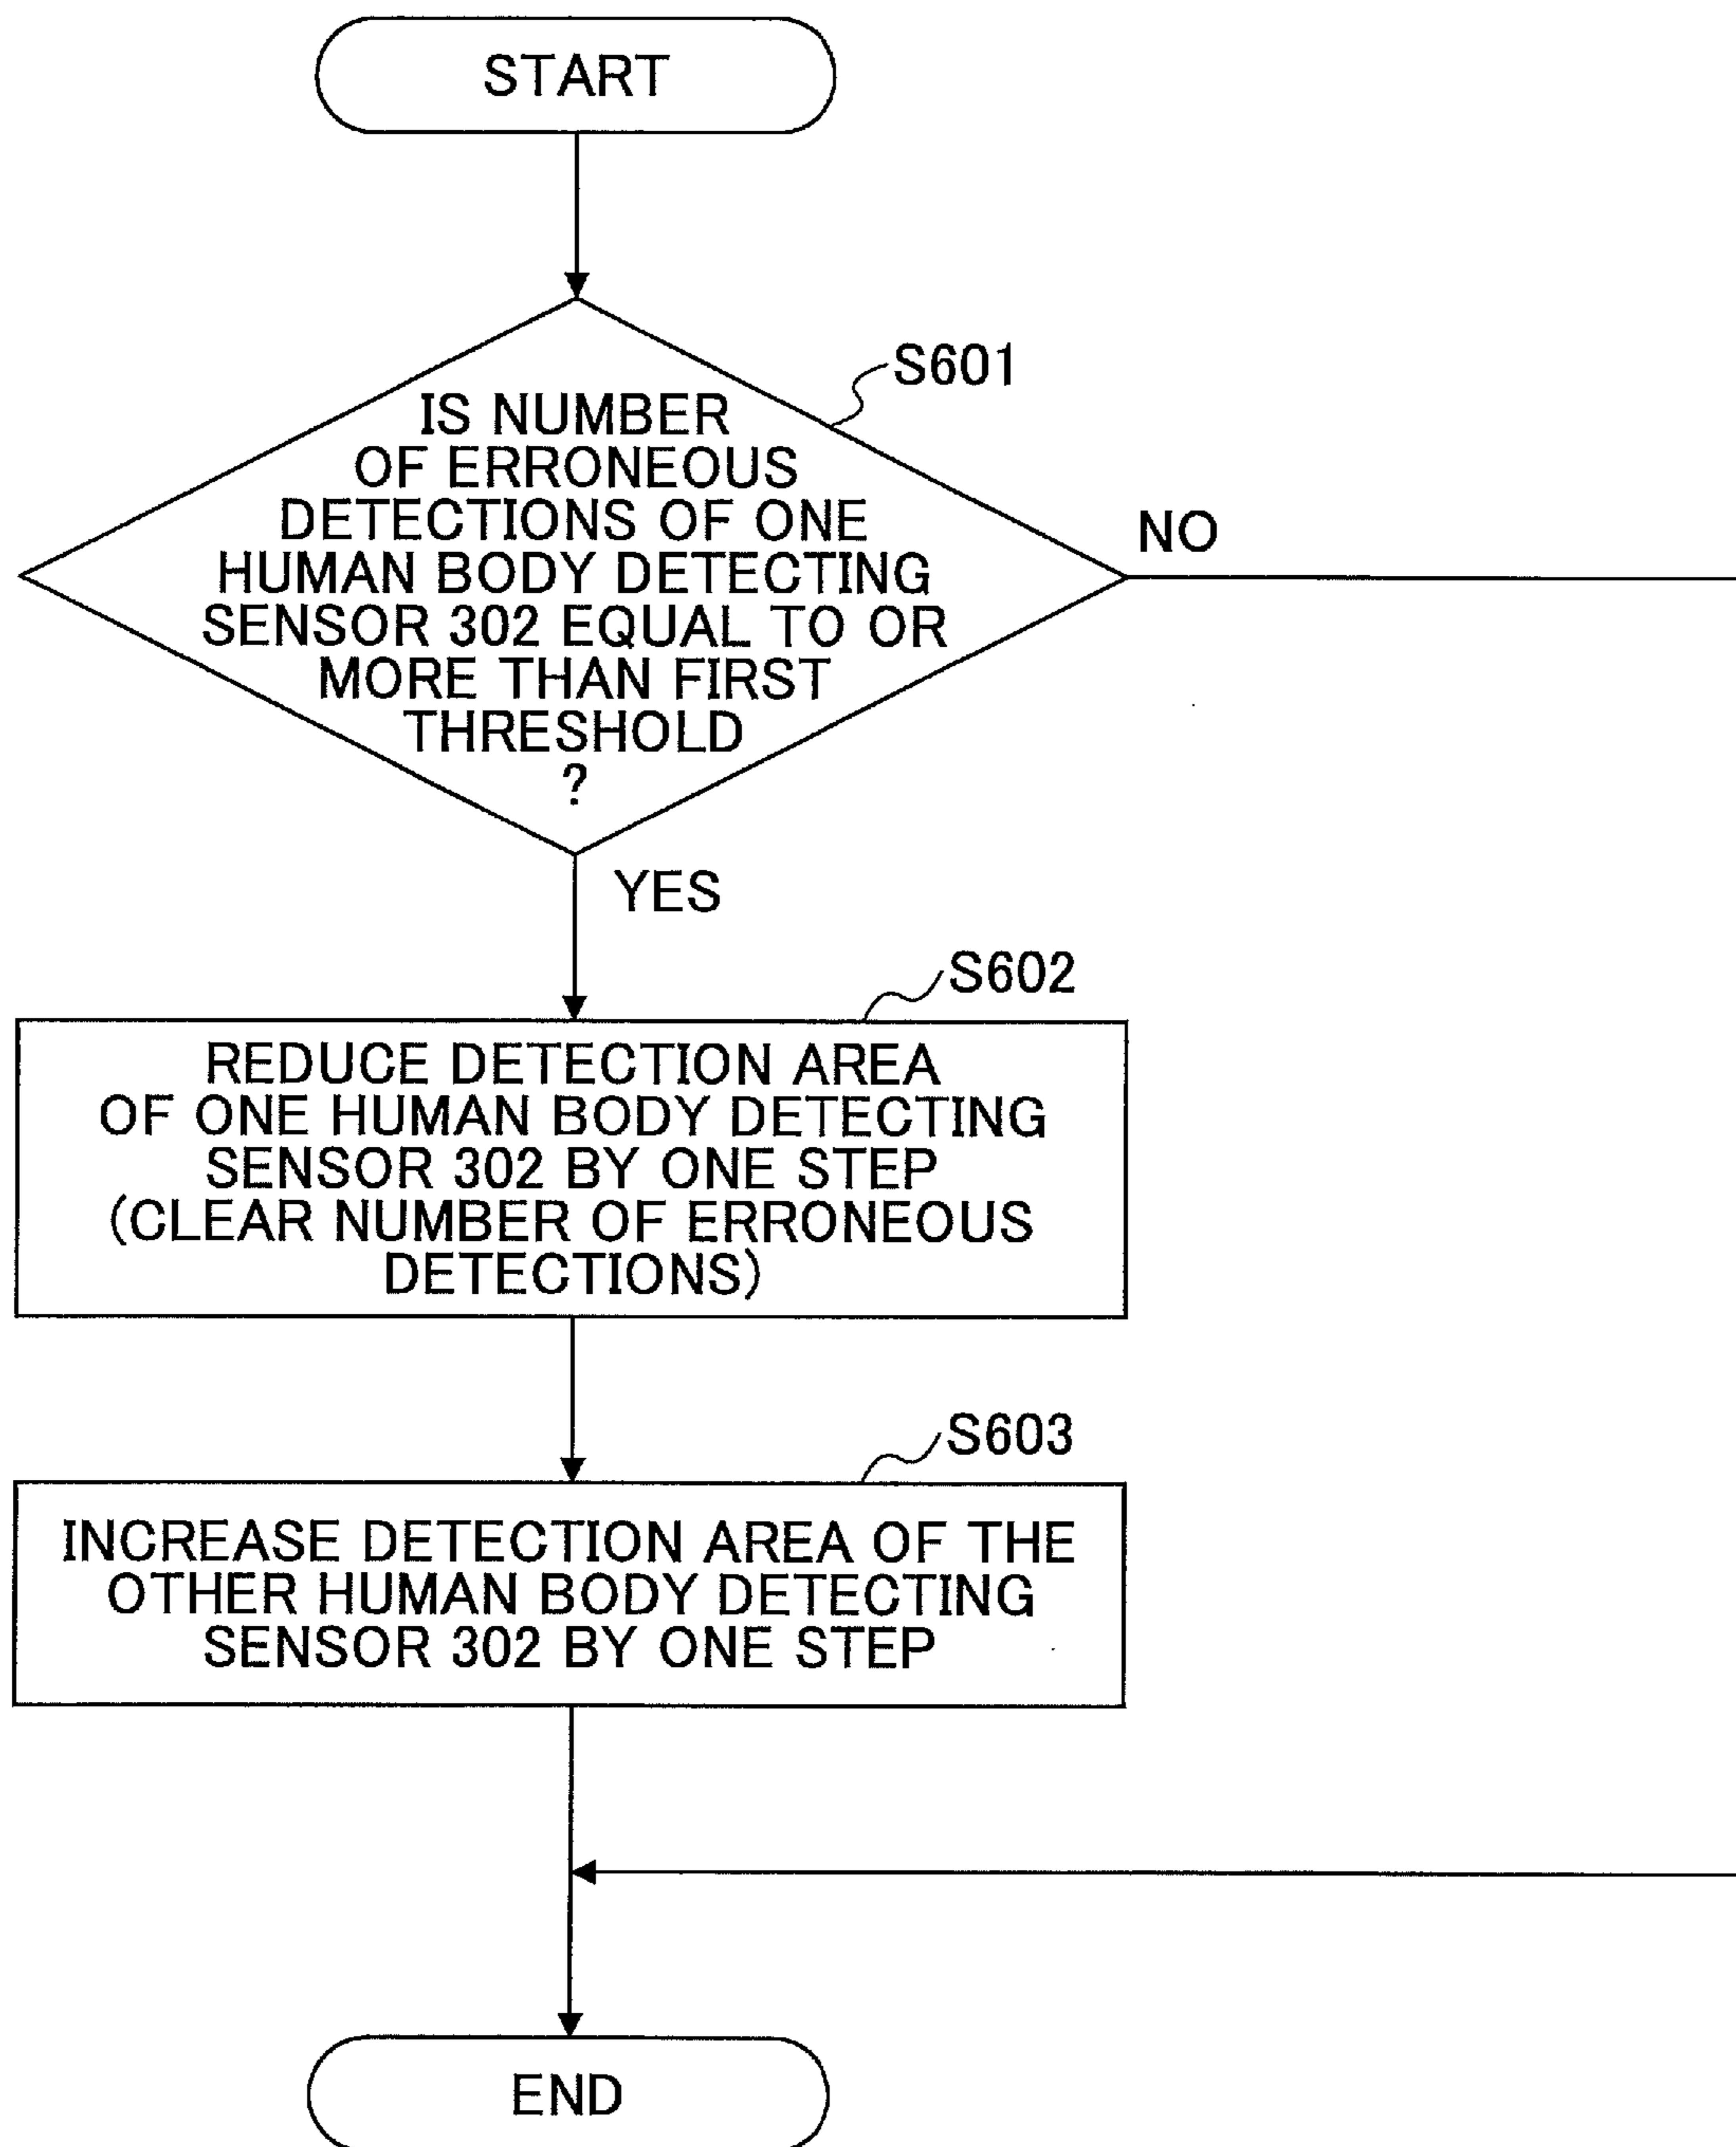 START
S601
IS NUMBER
OF ERRONEOUS
DETECTIONS OF ONE
HUMAN BODY DETECTING
SENSOR 302 EQUAL TO OR
MORE THAN FIRST
THRESHOLD
?
NO
YES
S602
REDUCE DETECTION AREA
OF ONE HUMAN BODY DETECTING
SENSOR 302 BY ONE STEP
(CLEAR NUMBER OF ERRONEOUS
DETECTIONS)
S603
INCREASE DETECTION AREA OF THE
OTHER HUMAN BODY DETECTING
SENSOR 302 BY ONE STEP
END